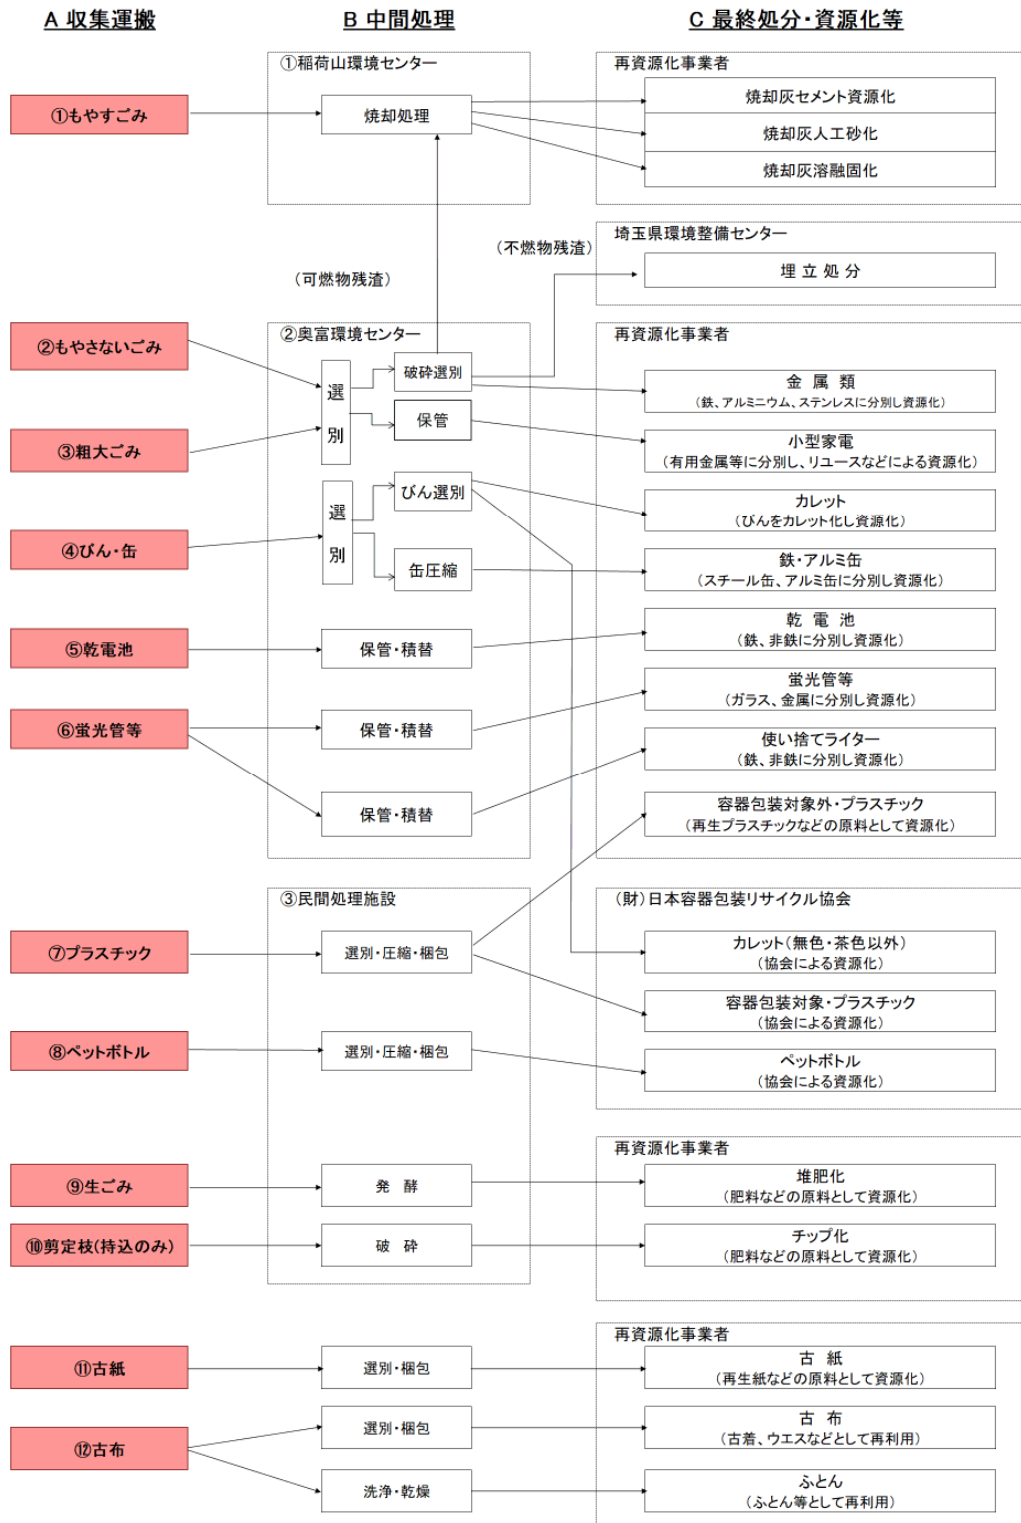 A 収集運搬
B 中間処理
C 最終処分・資源化等
①稲荷山環境センター
再資源化事業者
①もやすごみ
焼却処理
焼却灰セメント資源化
焼却灰人工砂化
焼却灰溶融固化
埼玉県環境整備センター
(不燃物残渣)
埋立処分
(可燃物残渣)
②奥富環境センター
再資源化事業者
②もやさないごみ
選別
破砕選別
金属類
(鉄、アルミニウム、ステンレスに分別し資源化)
保管
③粗大ごみ
小型家電
(有用金属等に分別し、リユースなどによる資源化)
選別
びん選別
カレット
(びんをカレット化し資源化)
④びん・缶
缶圧縮
鉄・アルミ缶
(スチール缶、アルミ缶に分別し資源化)
⑤乾電池
保管・積替
乾電池
(鉄、非鉄に分別し資源化)
⑥蛍光管等
保管・積替
蛍光管等
(ガラス、金属に分別し資源化)
使い捨てライター
(鉄、非鉄に分別し資源化)
保管・積替
容器包装対象外・プラスチック
(再生プラスチックなどの原料として資源化)
③民間処理施設
(財)日本容器包装リサイクル協会
⑦プラスチック
選別・圧縮・梱包
カレット(無色・茶色以外)
(協会による資源化)
容器包装対象・プラスチック
(協会による資源化)
⑧ペットボトル
選別・圧縮・梱包
ペットボトル
(協会による資源化)
再資源化事業者
⑨生ごみ
発酵
堆肥化
(肥料などの原料として資源化)
⑩剪定枝(持込のみ)
破砕
チップ化
(肥料などの原料として資源化)
再資源化事業者
⑪古紙
選別・梱包
古紙
(再生紙などの原料として資源化)
⑫古布
選別・梱包
古布
(古着、ウエスなどとして再利用)
洗浄・乾燥
ふとん
(ふとん等として再利用)